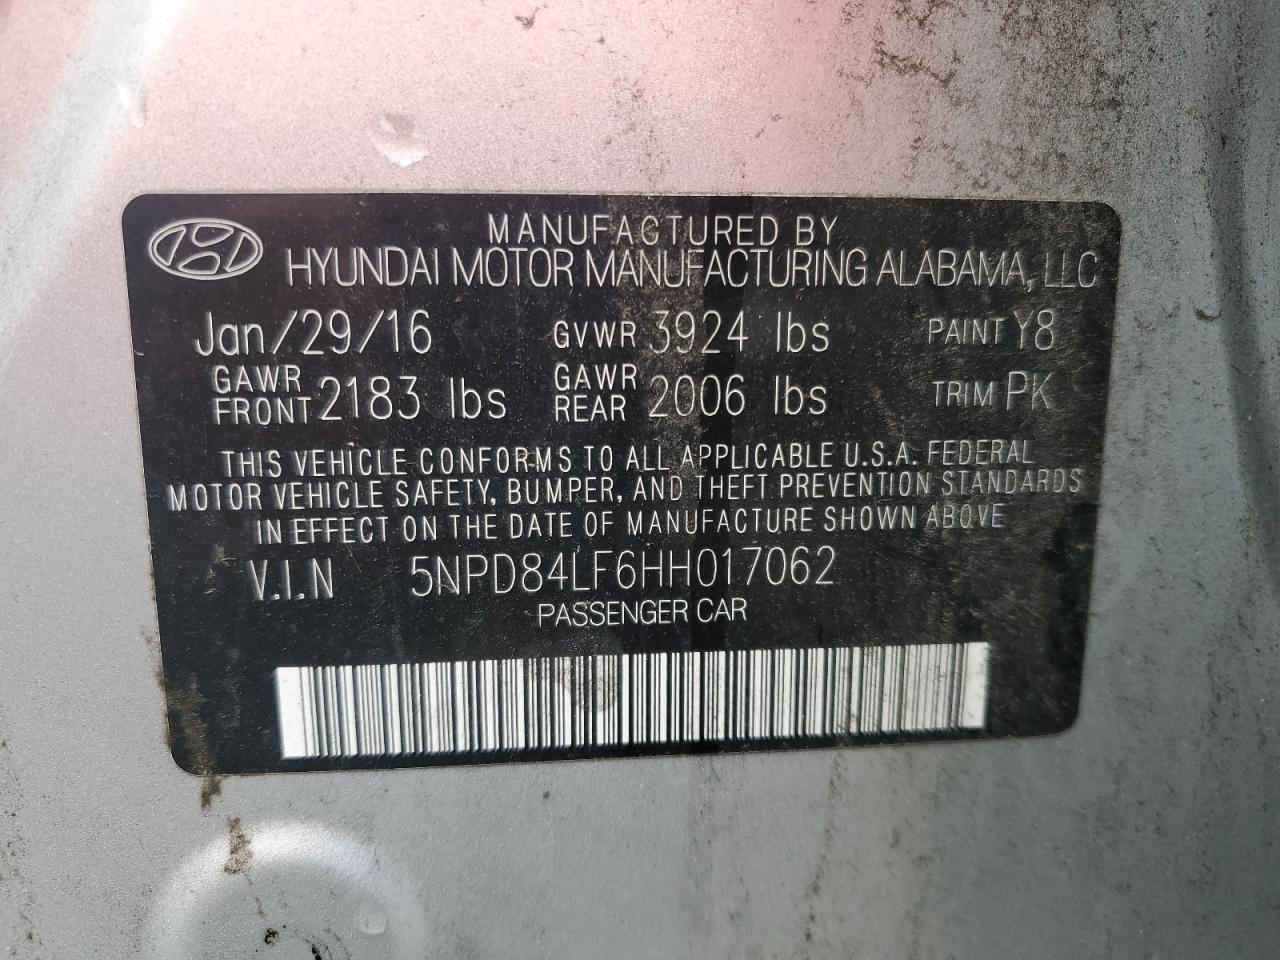 MANUFACTURED BY
HYUNDAI MOTOR MANUFACTURING ALABAMA, LLC
Jan/29/16 GVWR 3924 lbs PAINT Y8
GAWR FRONT 2183 lbs GAWR REAR 2006 lbs TRIM PK
THIS VEHICLE CONFORMS TO ALL APPLICABLE U.S.A. FEDERAL
MOTOR VEHICLE SAFETY, BUMPER, AND THEFT PREVENTION STANDARDS
IN EFFECT ON THE DATE OF MANUFACTURE SHOWN ABOVE
V.I.N 5NPD84LF6HH017062
PASSENGER CAR